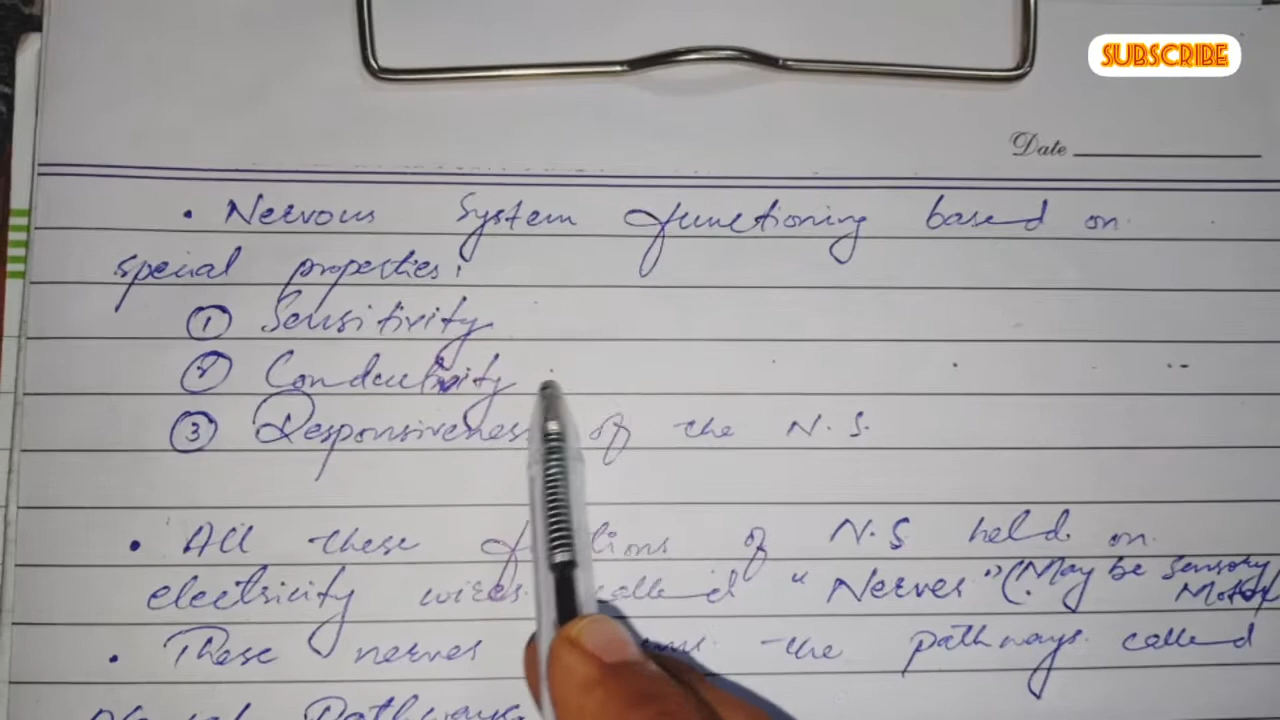 SUBSCRIBE
Date
• Nervous System functioning based on
special properties:
① Sensitivity
② Conductivity
③ Responsiveness of the N.S.
• All these of N.S held on
electricity wires called "Nerves" (May be Sensory
Motor
• These nerves the pathways called
Pathways